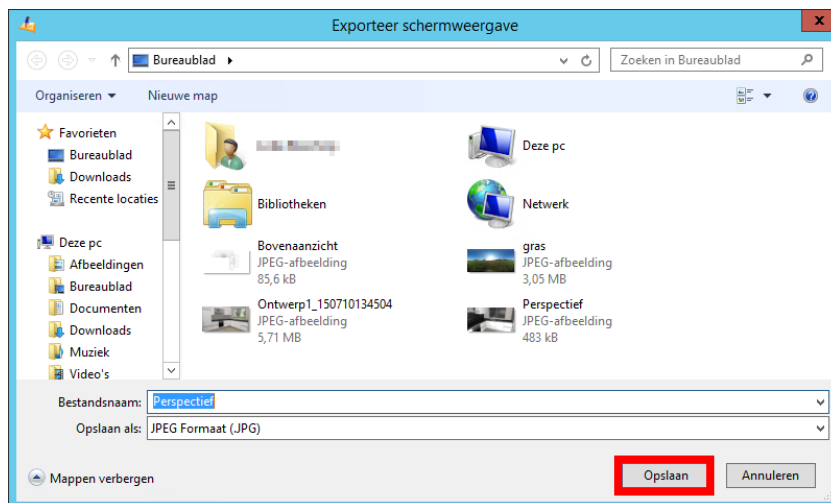 Exporteer schermweergave
x
Bureaublad
Zoeken in Bureaublad
Organiseren
Nieuwe map
Favorieten
Bureaublad
Downloads
Recente locaties
Deze pc
Afbeeldingen
Bureaublad
Documenten
Downloads
Muziek
Video's
Deze pc
Bibliotheken
Netwerk
Bovenaanzicht
JPEG-afbeelding
85,6 kB
gras
JPEG-afbeelding
3,05 MB
Ontwerp1_150710134504
JPEG-afbeelding
5,71 MB
Perspectief
JPEG-afbeelding
483 kB
Bestandsnaam: Perspectief
Opslaan als: JPEG Formaat (.JPG)
Mappen verbergen
Opslaan
Annuleren